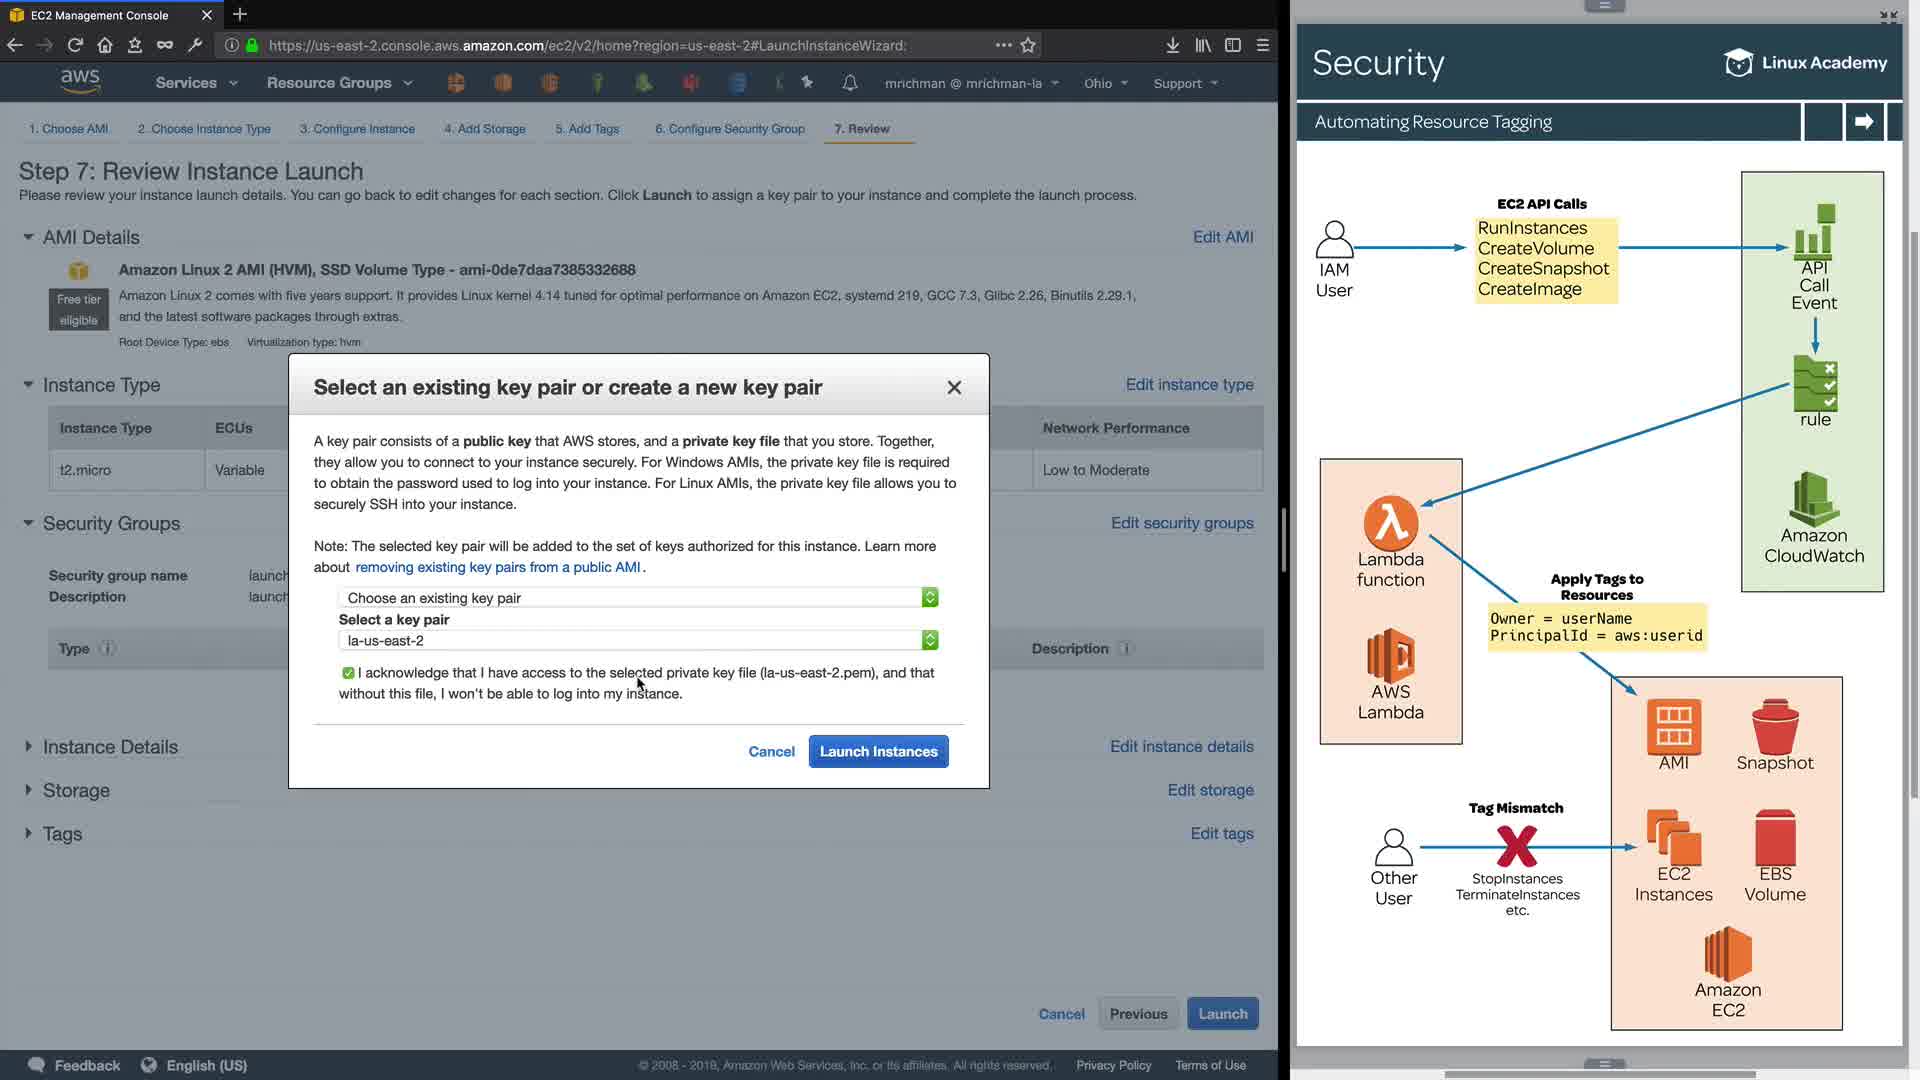 EC2 Management Console
https://us-east-2.console.aws.amazon.com/ec2/v2/home?region=us-east-2#LaunchInstanceWizard:
aws
Services
Resource Groups
mrichman @ mrichman-la
Ohio
Support
1. Choose AMI
2. Choose Instance Type
3. Configure Instance
4. Add Storage
5. Add Tags
6. Configure Security Group
7. Review
Step 7: Review Instance Launch
Please review your instance launch details. You can go back to edit changes for each section. Click Launch to assign a key pair to your instance and complete the launch process.
AMI Details
Edit AMI
Amazon Linux 2 AMI (HVM), SSD Volume Type - ami-0de7daa7385332688
Free tier
eligible
Amazon Linux 2 comes with five years support. It provides Linux kernel 4.14 tuned for optimal performance on Amazon EC2, systemd 219, GCC 7.3, Glibc 2.26, Binutils 2.29.1,
and the latest software packages through extras.
Root Device Type: ebs Virtualization type: hvm
Instance Type
Edit instance type
Instance Type
ECUs
Network Performance
t2.micro
Variable
Low to Moderate
Security Groups
Edit security groups
Security group name
launch
Description
launch
Type
Description
Instance Details
Edit instance details
Storage
Edit storage
Tags
Edit tags
Select an existing key pair or create a new key pair
A key pair consists of a public key that AWS stores, and a private key file that you store. Together,
they allow you to connect to your instance securely. For Windows AMIs, the private key file is required
to obtain the password used to log into your instance. For Linux AMIs, the private key file allows you to
securely SSH into your instance.
Note: The selected key pair will be added to the set of keys authorized for this instance. Learn more
about removing existing key pairs from a public AMI.
Choose an existing key pair
Select a key pair
la-us-east-2
I acknowledge that I have access to the selected private key file (la-us-east-2.pem), and that
without this file, I won't be able to log into my instance.
Cancel
Launch Instances
Cancel
Previous
Launch
Feedback
English (US)
© 2008 - 2019, Amazon Web Services, Inc. or its affiliates. All rights reserved.
Privacy Policy
Terms of Use
Security
Linux Academy
Automating Resource Tagging
EC2 API Calls
RunInstances
CreateVolume
CreateSnapshot
CreateImage
IAM
User
API
Call
Event
rule
Amazon
CloudWatch
Lambda
function
AWS
Lambda
Apply Tags to
Resources
Owner = userName
PrincipalId = aws:userid
AMI
Snapshot
Tag Mismatch
Other
User
StopInstances
TerminateInstances
etc.
EC2
Instances
EBS
Volume
Amazon
EC2